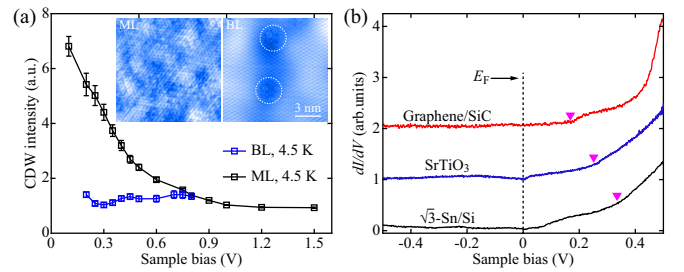 (a)
8
6
4
2
0
CDW intensity (a.u.)
ML
BL
3 nm
BL, 4.5 K
ML, 4.5 K
0.0 0.3 0.6 0.9 1.2 1.5
Sample bias (V)
(b)
4
3
2
1
0
dI/dV (arb.units)
E_F
Graphene/SiC
SrTiO₃
√3-Sn/Si
-0.4 -0.2 0 0.2 0.4
Sample bias (V)